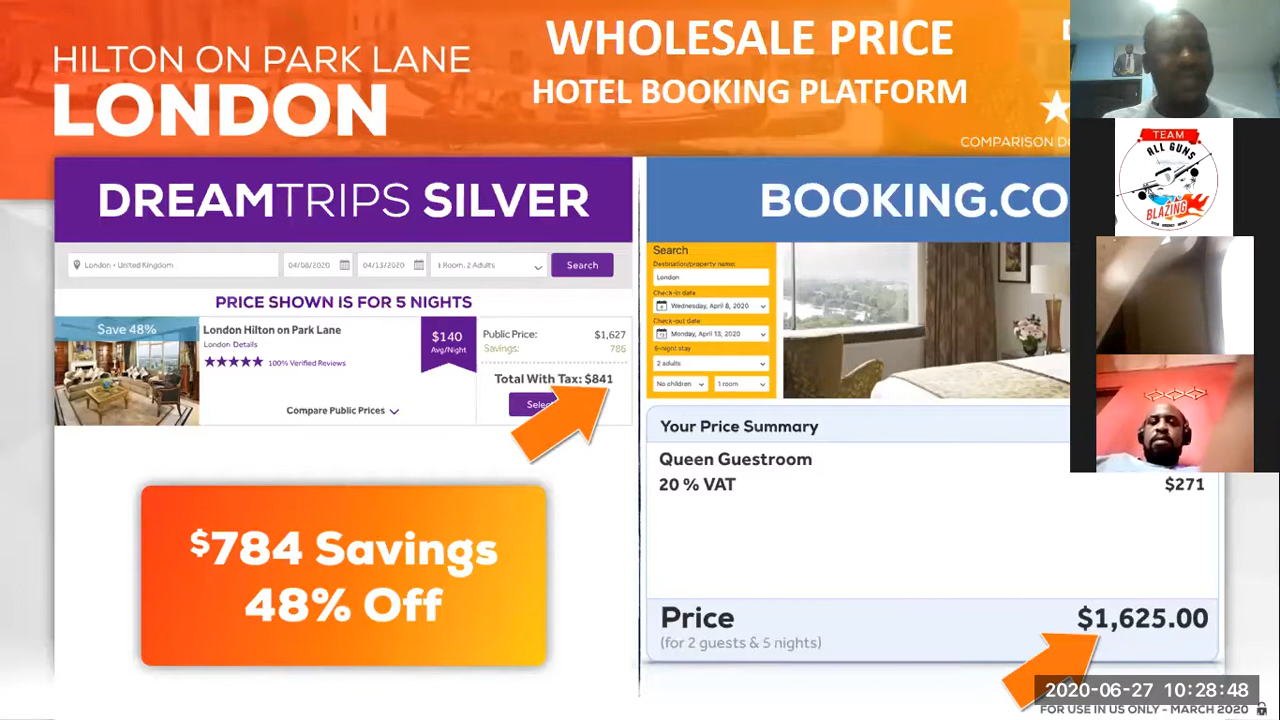 HILTON ON PARK LANE
LONDON
WHOLESALE PRICE
HOTEL BOOKING PLATFORM
COMPARISON
DREAMTRIPS SILVER
London - United Kingdom
04/08/2020
04/13/2020
1 Room, 2 Adults
Search
PRICE SHOWN IS FOR 5 NIGHTS
Save 48%
London Hilton on Park Lane
London Details
100% Verified Reviews
$140
Avg/Night
Public Price: $1,627
Savings: 786
Total With Tax: $841
Compare Public Prices
$784 Savings
48% Off
BOOKING.CO
Search
Destination/property name:
London
Check-in date
Wednesday, April 8, 2020
Check-out date
Monday, April 13, 2020
2 adults
No children
1 room
Your Price Summary
Queen Guestroom
20 % VAT $271
Price $1,625.00
(for 2 guests & 5 nights)
TEAM
ALL GUNS
BLAZING
2020-06-27 10:28:48
FOR USE IN US ONLY - MARCH 2020